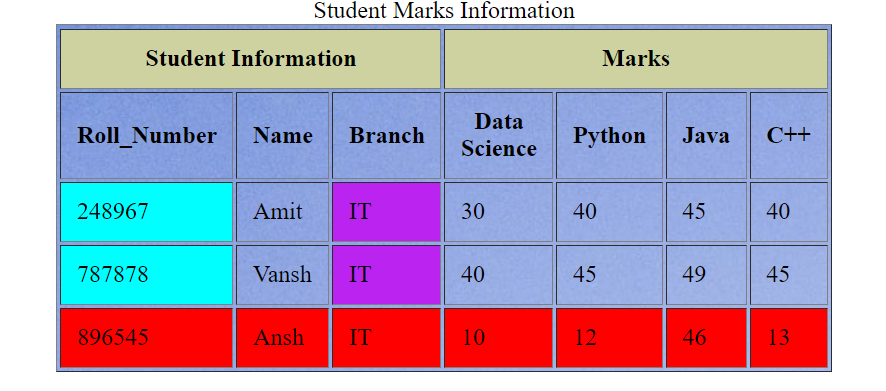 Student Marks Information
Student Information Marks
Roll_Number Name Branch Data Science Python Java C++
248967 Amit IT 30 40 45 40
787878 Vansh IT 40 45 49 45
896545 Ansh IT 10 12 46 13